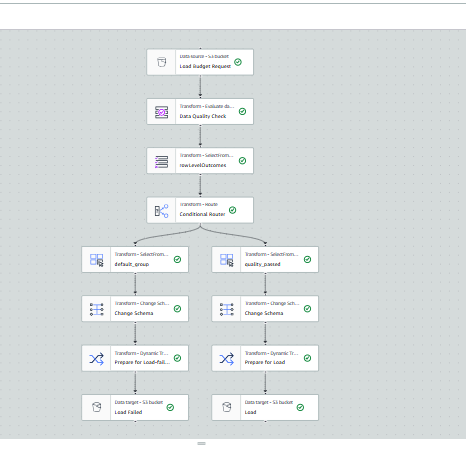 Data source - S3 bucket
Load Budget Request
Transform - Evaluate da...
Data Quality Check
Transform - SelectFrom...
rowLevelOutcomes
Transform - Route
Conditional Router
Transform - SelectFrom...
default_group
Transform - SelectFrom...
quality_passed
Transform - Change Sch...
Change Schema
Transform - Change Sch...
Change Schema
Transform - Dynamic Tr...
Prepare for Load-fail...
Transform - Dynamic Tr...
Prepare for Load
Data target - S3 bucket
Load Failed
Data target - S3 bucket
Load